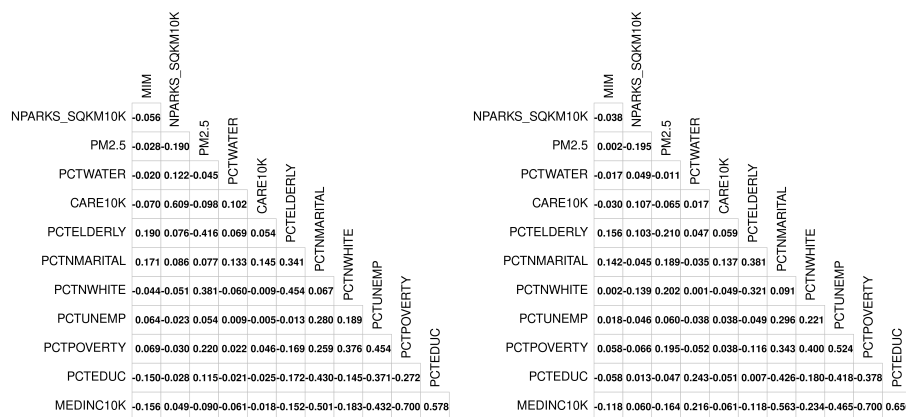 MIM NPARKS_SQKM10K PM2.5 PCTWATER CARE10K PCTELDERLY PCTNMARITAL PCTNWHITE PCTUNEMP PCTPOVERTY PCTEDUC
NPARKS_SQKM10K -0.056
PM2.5 -0.028 -0.190
PCTWATER -0.020 0.122 -0.045
CARE10K -0.070 0.609 -0.098 0.102
PCTELDERLY 0.190 0.076 -0.416 0.069 0.054
PCTNMARITAL 0.171 0.086 0.077 0.133 0.145 0.341
PCTNWHITE -0.044 -0.051 0.381 -0.060 -0.009 -0.454 0.067
PCTUNEMP 0.064 -0.023 0.054 0.009 -0.005 -0.013 0.280 0.189
PCTPOVERTY 0.069 -0.030 0.220 0.022 0.046 -0.169 0.259 0.376 0.454
PCTEDUC -0.150 -0.028 0.115 -0.021 -0.025 -0.172 -0.430 -0.145 -0.371 -0.272
MEDINC10K -0.156 0.049 -0.090 -0.061 -0.018 -0.152 -0.501 -0.183 -0.432 -0.700 0.578
MIM NPARKS_SQKM10K PM2.5 PCTWATER CARE10K PCTELDERLY PCTNMARITAL PCTNWHITE PCTUNEMP PCTPOVERTY PCTEDUC
NPARKS_SQKM10K -0.038
PM2.5 0.002 -0.195
PCTWATER -0.017 0.049 -0.011
CARE10K -0.030 0.107 -0.065 0.017
PCTELDERLY 0.156 0.103 -0.210 0.047 0.059
PCTNMARITAL 0.142 -0.045 0.189 -0.035 0.137 0.381
PCTNWHITE 0.002 -0.139 0.202 0.001 -0.049 -0.321 0.091
PCTUNEMP 0.018 -0.046 0.060 -0.038 0.038 -0.049 0.296 0.221
PCTPOVERTY 0.058 -0.066 0.195 -0.052 0.038 -0.116 0.343 0.400 0.524
PCTEDUC -0.058 0.013 -0.047 0.243 -0.051 0.007 -0.426 -0.180 -0.418 -0.378
MEDINC10K -0.118 0.060 -0.164 0.216 -0.061 -0.118 -0.563 -0.234 -0.465 -0.700